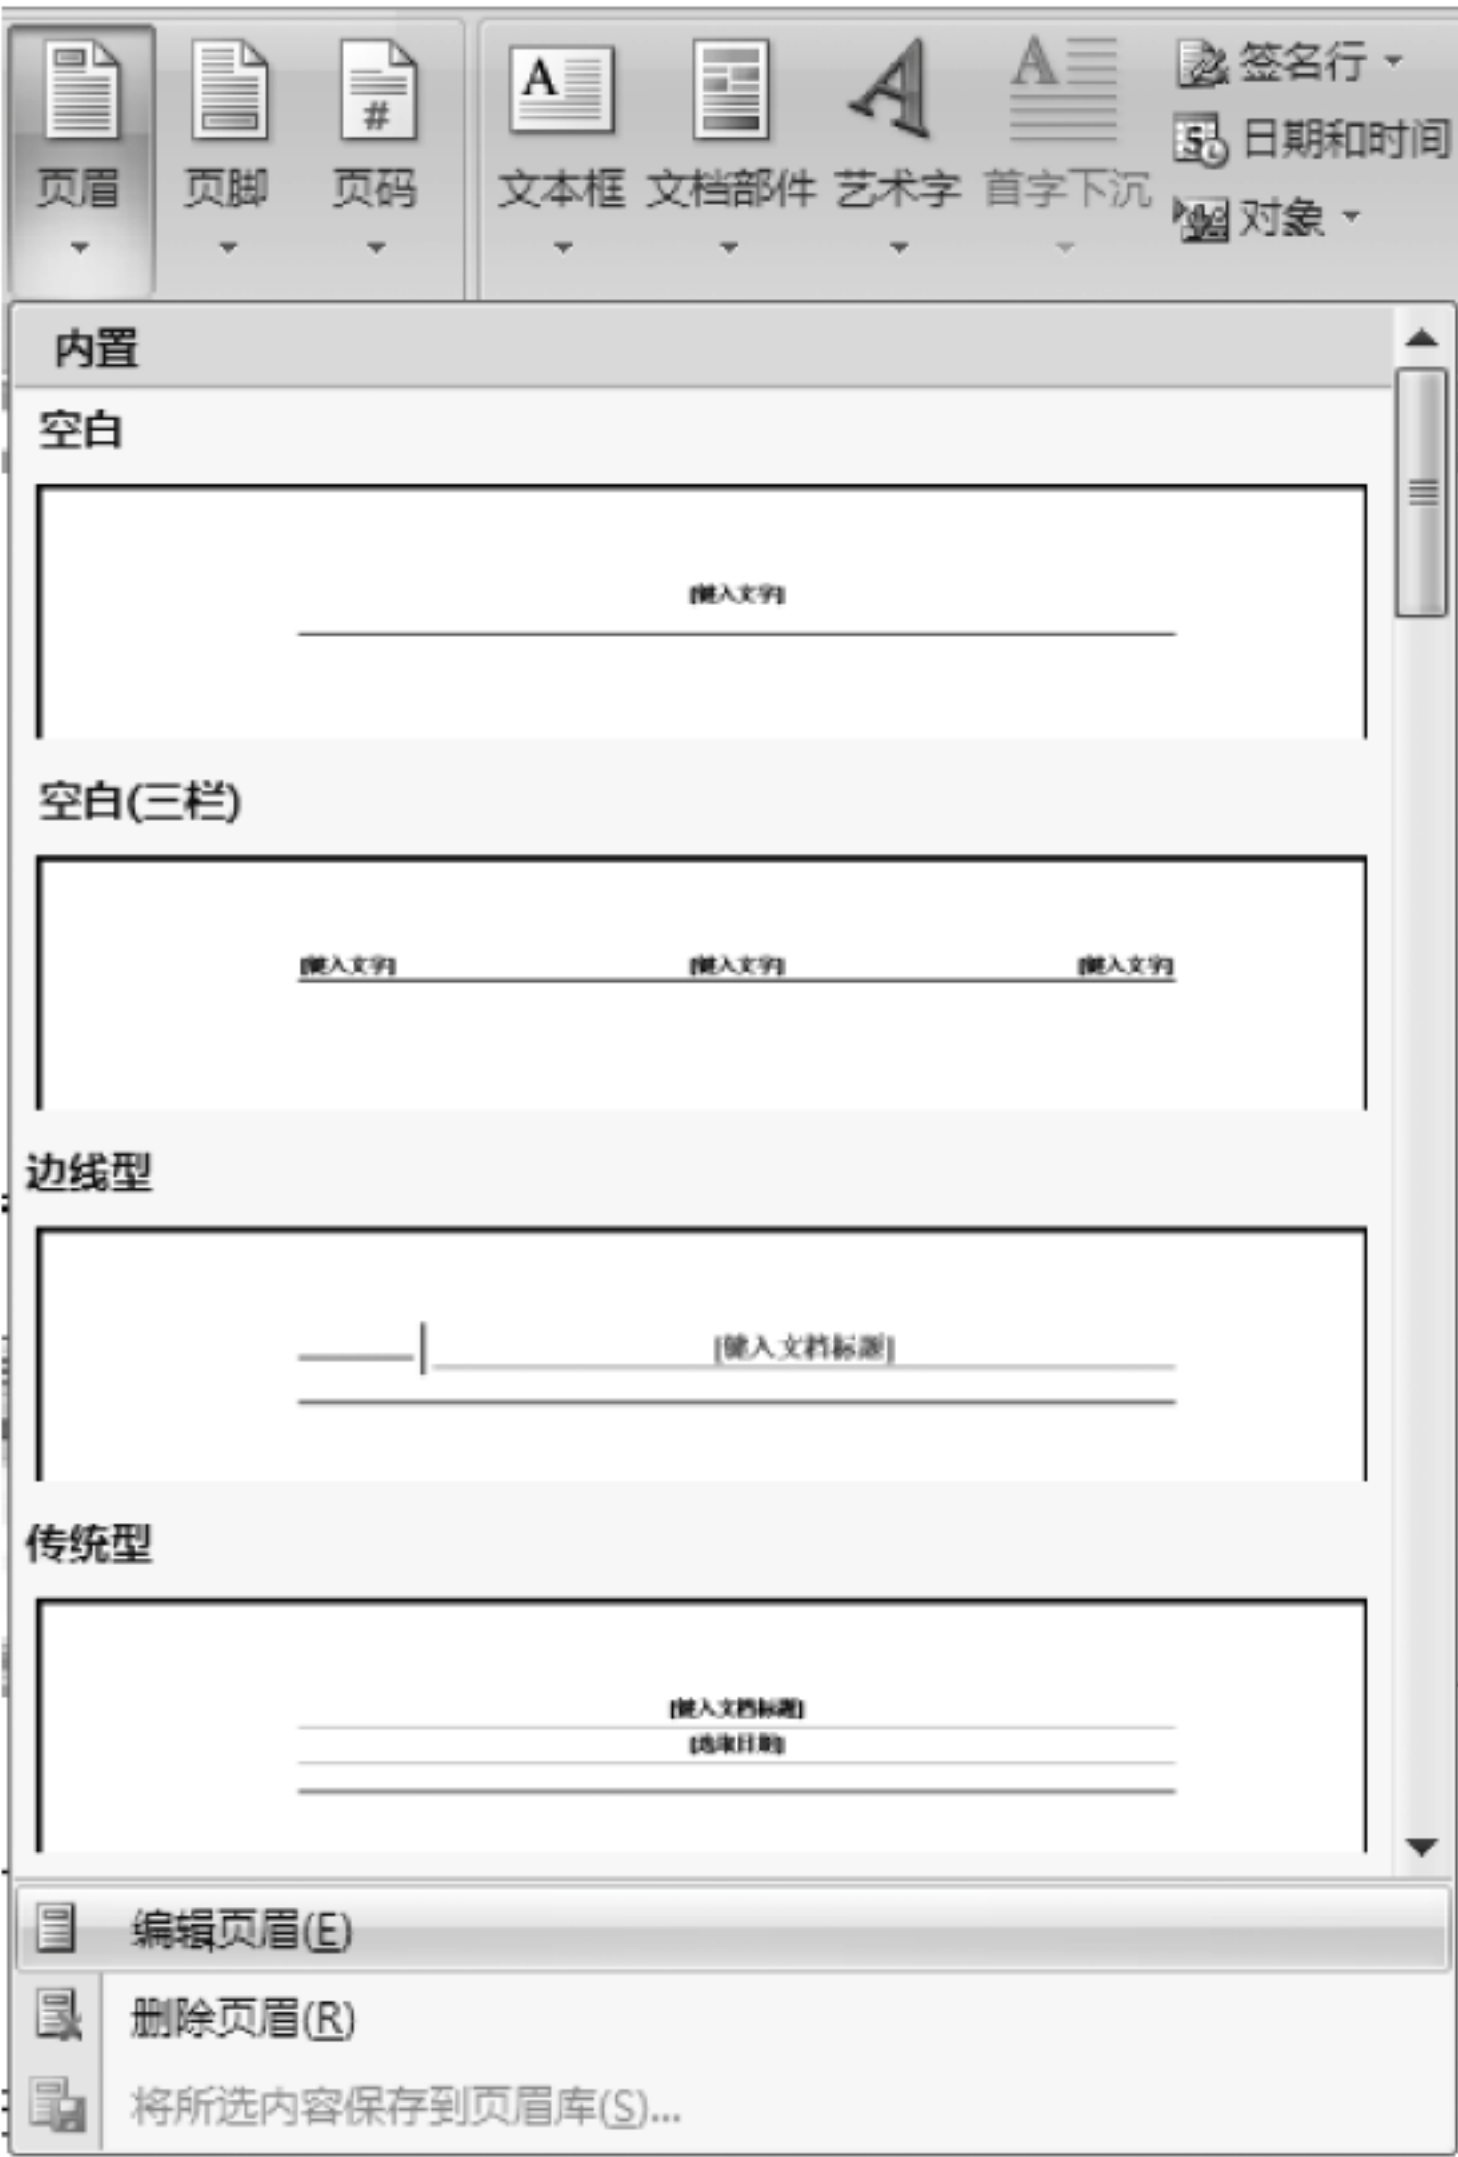 页眉 页脚 页码 文本框 文档部件 艺术字 首字下沉
签名行
日期和时间
对象
内置
空白
[键入文字]
空白(三栏)
[键入文字] [键入文字] [键入文字]
边线型
[键入文档标题]
传统型
[键入文档标题]
[选取日期]
编辑页眉(E)
删除页眉(R)
将所选内容保存到页眉库(S)...